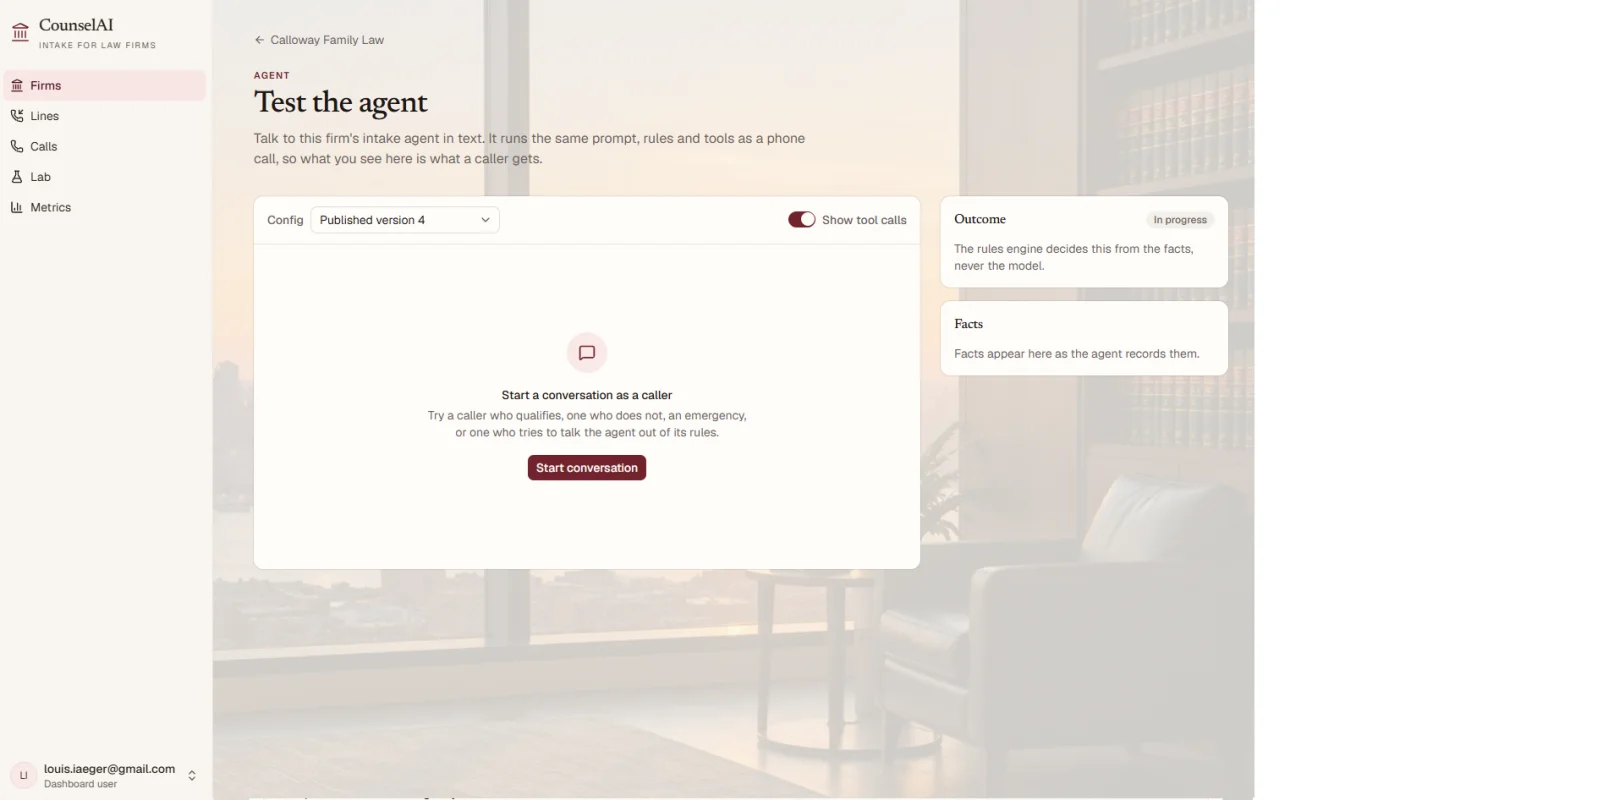 CounselAI
INTAKE FOR LAW FIRMS
Firms
Lines
Calls
Lab
Metrics
LI
louis.iaeger@gmail.com
Dashboard user
← Calloway Family Law
AGENT
Test the agent
Talk to this firm's intake agent in text. It runs the same prompt, rules and tools as a phone
call, so what you see here is what a caller gets.
Config
Published version 4
Show tool calls
Start a conversation as a caller
Try a caller who qualifies, one who does not, an emergency,
or one who tries to talk the agent out of its rules.
Start conversation
Outcome
In progress
The rules engine decides this from the facts,
never the model.
Facts
Facts appear here as the agent records them.